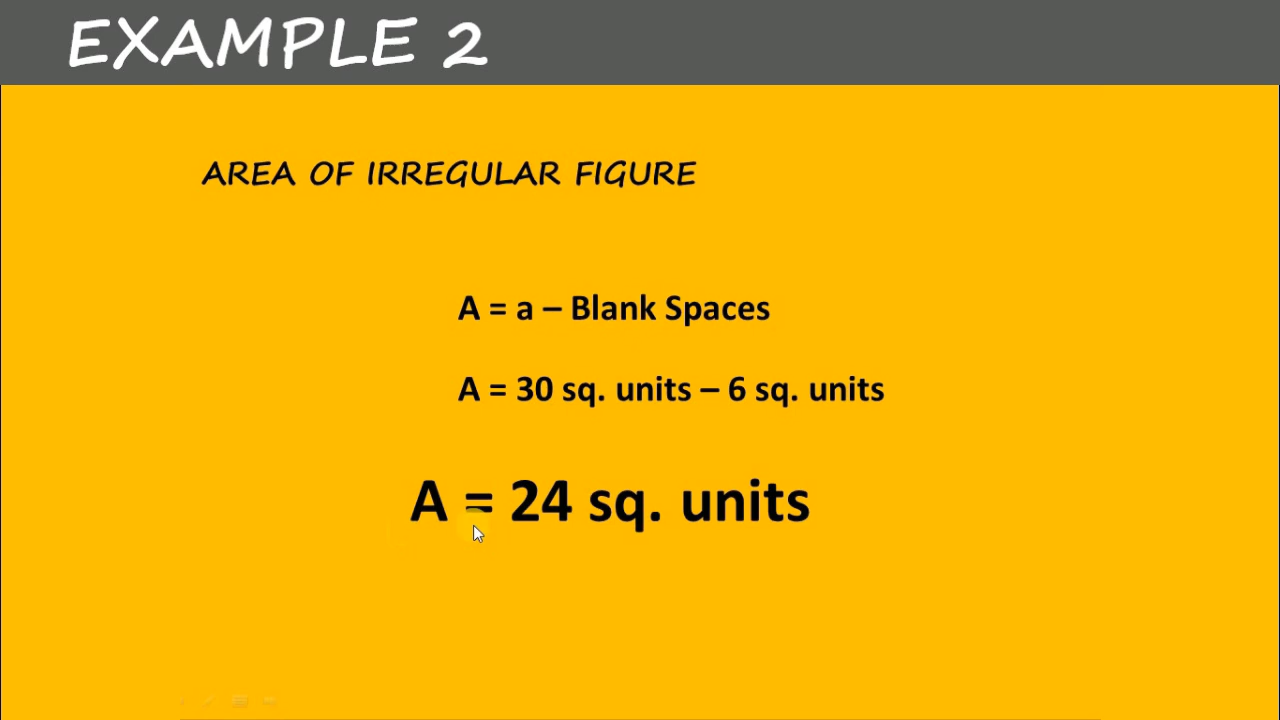 EXAMPLE 2
AREA OF IRREGULAR FIGURE
A = a – Blank Spaces
A = 30 sq. units – 6 sq. units
A = 24 sq. units